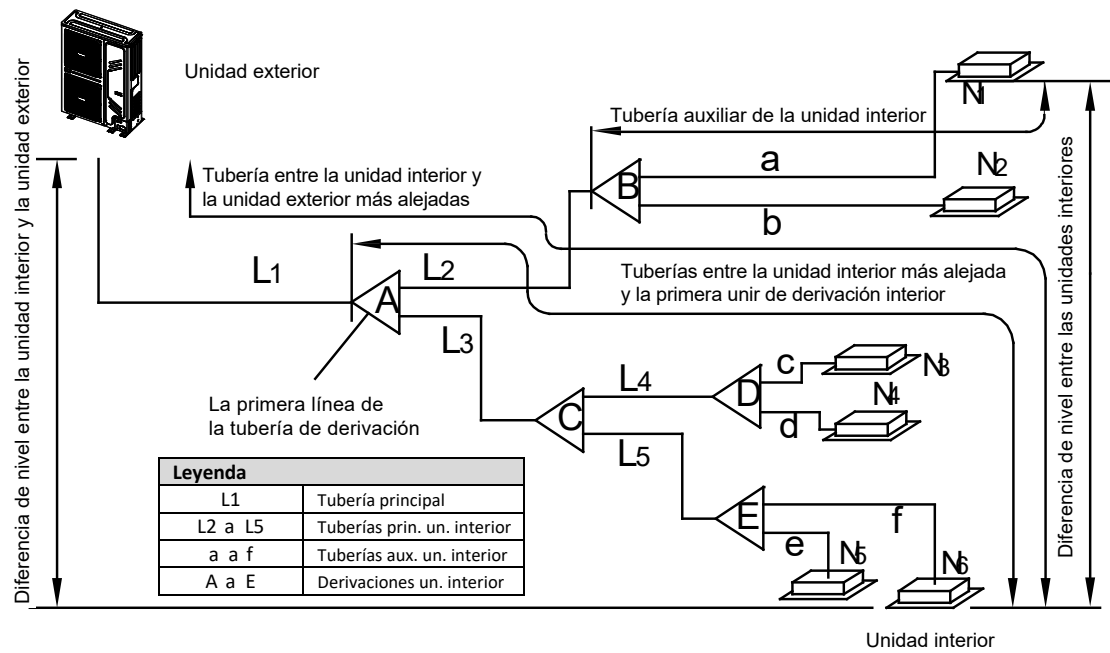 Unidad exterior
Diferencia de nivel entre la unidad interior y la unidad exterior
Tubería auxiliar de la unidad interior
N1
a
N2
B
b
Tubería entre la unidad interior y
la unidad exterior más alejadas
L1
L2
A
L3
Tuberías entre la unidad interior más alejada
y la primera unir de derivación interior
Diferencia de nivel entre las unidades interiores
La primera línea de
la tubería de derivación
L4
C
L5
D
c
N3
N4
d
E
f
e
N5
N6
Leyenda
L1 Tubería principal
L2 a L5 Tuberías prin. un. interior
a a f Tuberías aux. un. interior
A a E Derivaciones un. interior
Unidad interior